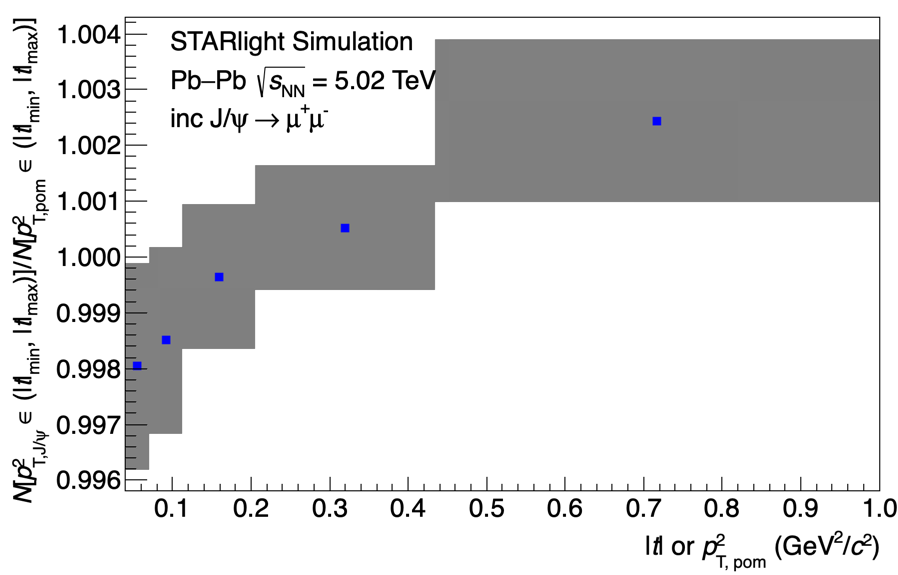 STARlight Simulation
Pb–Pb √sNN = 5.02 TeV
inc J/ψ → μ+μ-
N[p²T,J/ψ ∈ (|t|min, |t|max)]/N[p²T,pom ∈ (|t|min, |t|max)]
1.004
1.003
1.002
1.001
1.000
0.999
0.998
0.997
0.996
0.1 0.2 0.3 0.4 0.5 0.6 0.7 0.8 0.9 1.0
|t| or p²T, pom (GeV²/c²)